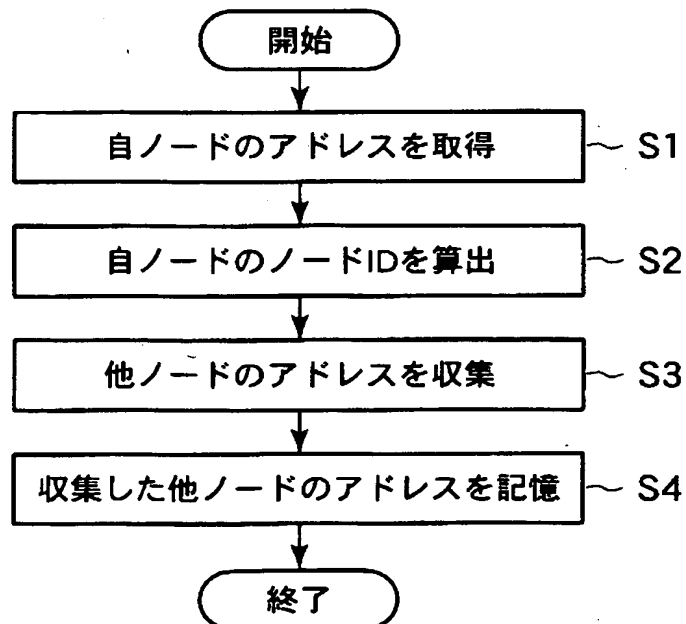 開始
自ノードのアドレスを取得 ～ S1
自ノードのノードIDを算出 ～ S2
他ノードのアドレスを収集 ～ S3
収集した他ノードのアドレスを記憶 ～ S4
終了